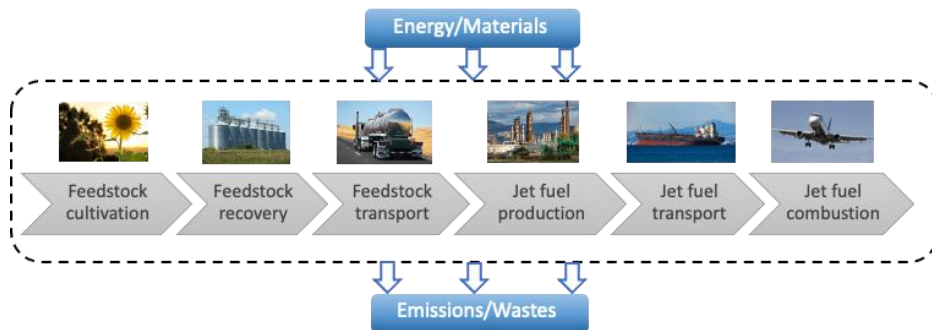 Energy/Materials
Feedstock
cultivation
Feedstock
recovery
Feedstock
transport
Jet fuel
production
Jet fuel
transport
Jet fuel
combustion
Emissions/Wastes